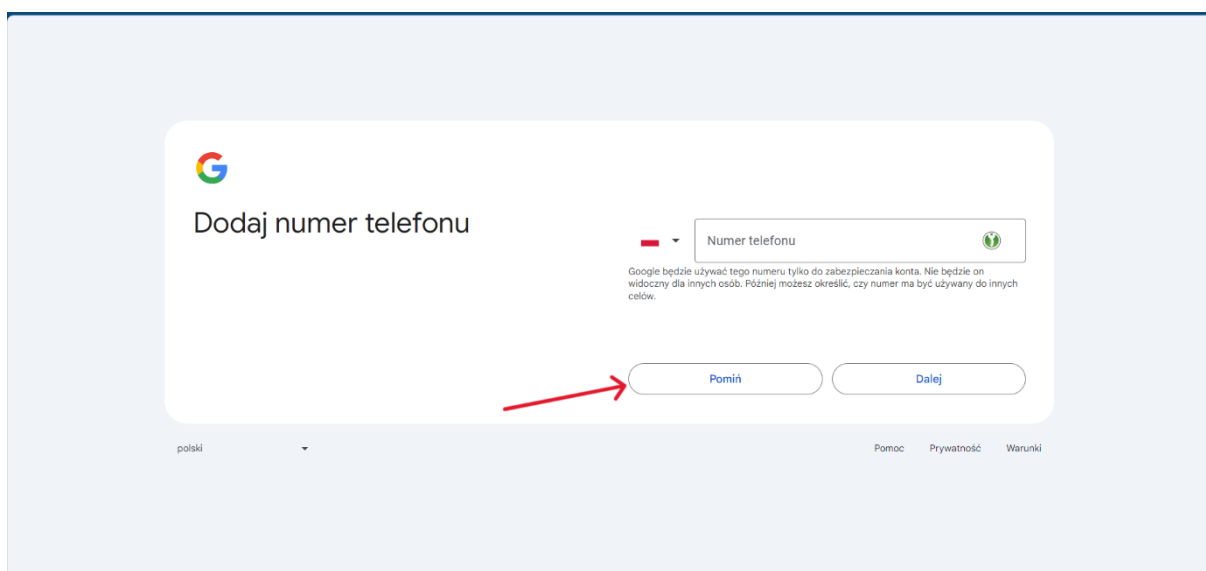 Dodaj numer telefonu
Numer telefonu
Google będzie używać tego numeru tylko do zabezpieczania konta. Nie będzie on
widoczny dla innych osób. Później możesz określić, czy numer ma być używany do innych
celów.
Pomiń
Dalej
polski
Pomoc
Prywatność
Warunki